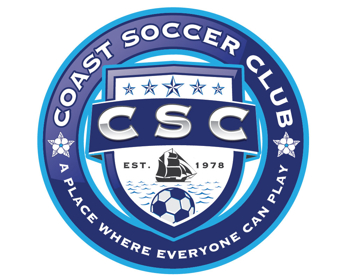 COAST SOCCER CLUB
CSC
EST. 1978
A PLACE WHERE EVERYONE CAN PLAY